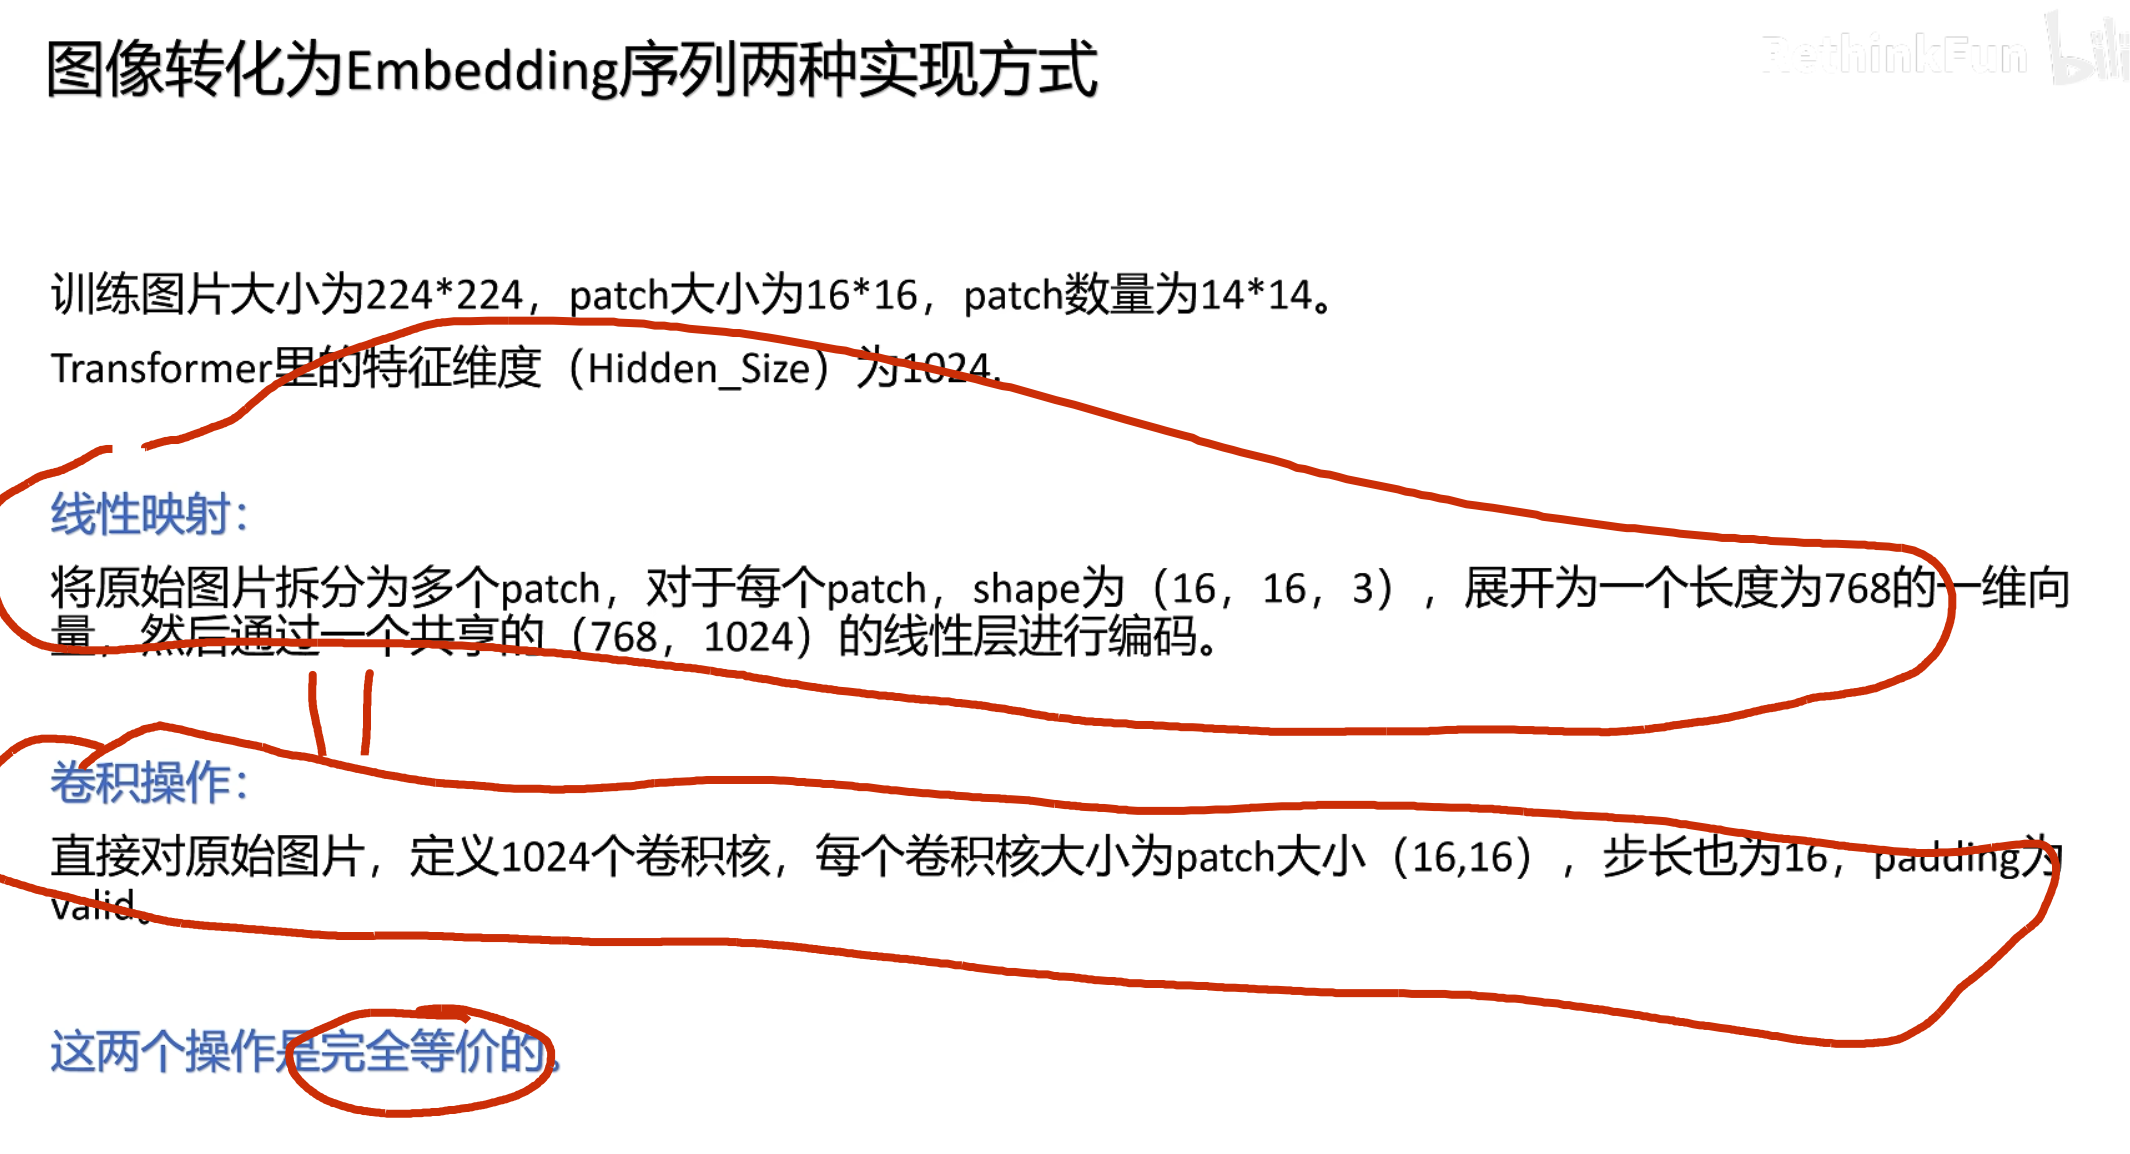 图像转化为Embedding序列两种实现方式
RethinkFun bili
训练图片大小为224*224，patch大小为16*16，patch数量为14*14。
Transformer里的特征维度（Hidden_Size）为1024.
线性映射：
将原始图片拆分为多个patch，对于每个patch，shape为（16，16，3），展开为一个长度为768的一维向
量，然后通过一个共享的（768，1024）的线性层进行编码。
卷积操作：
直接对原始图片，定义1024个卷积核，每个卷积核大小为patch大小（16,16），步长也为16，padding为
valid。
这两个操作是完全等价的。